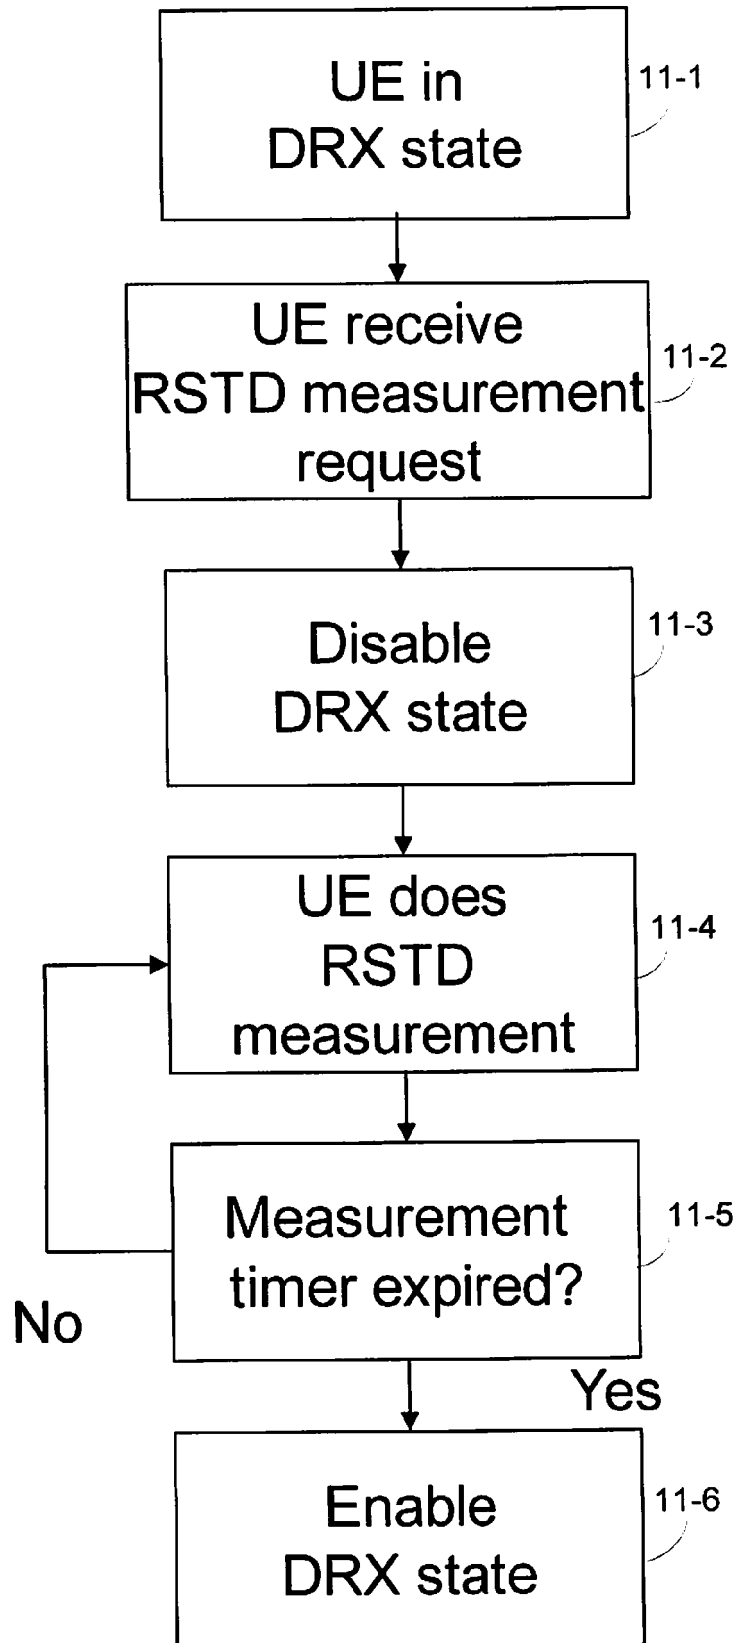 UE in
DRX state
11-1
UE receive
RSTD measurement
request
11-2
Disable
DRX state
11-3
UE does
RSTD
measurement
11-4
Measurement
timer expired?
11-5
No
Yes
Enable
DRX state
11-6